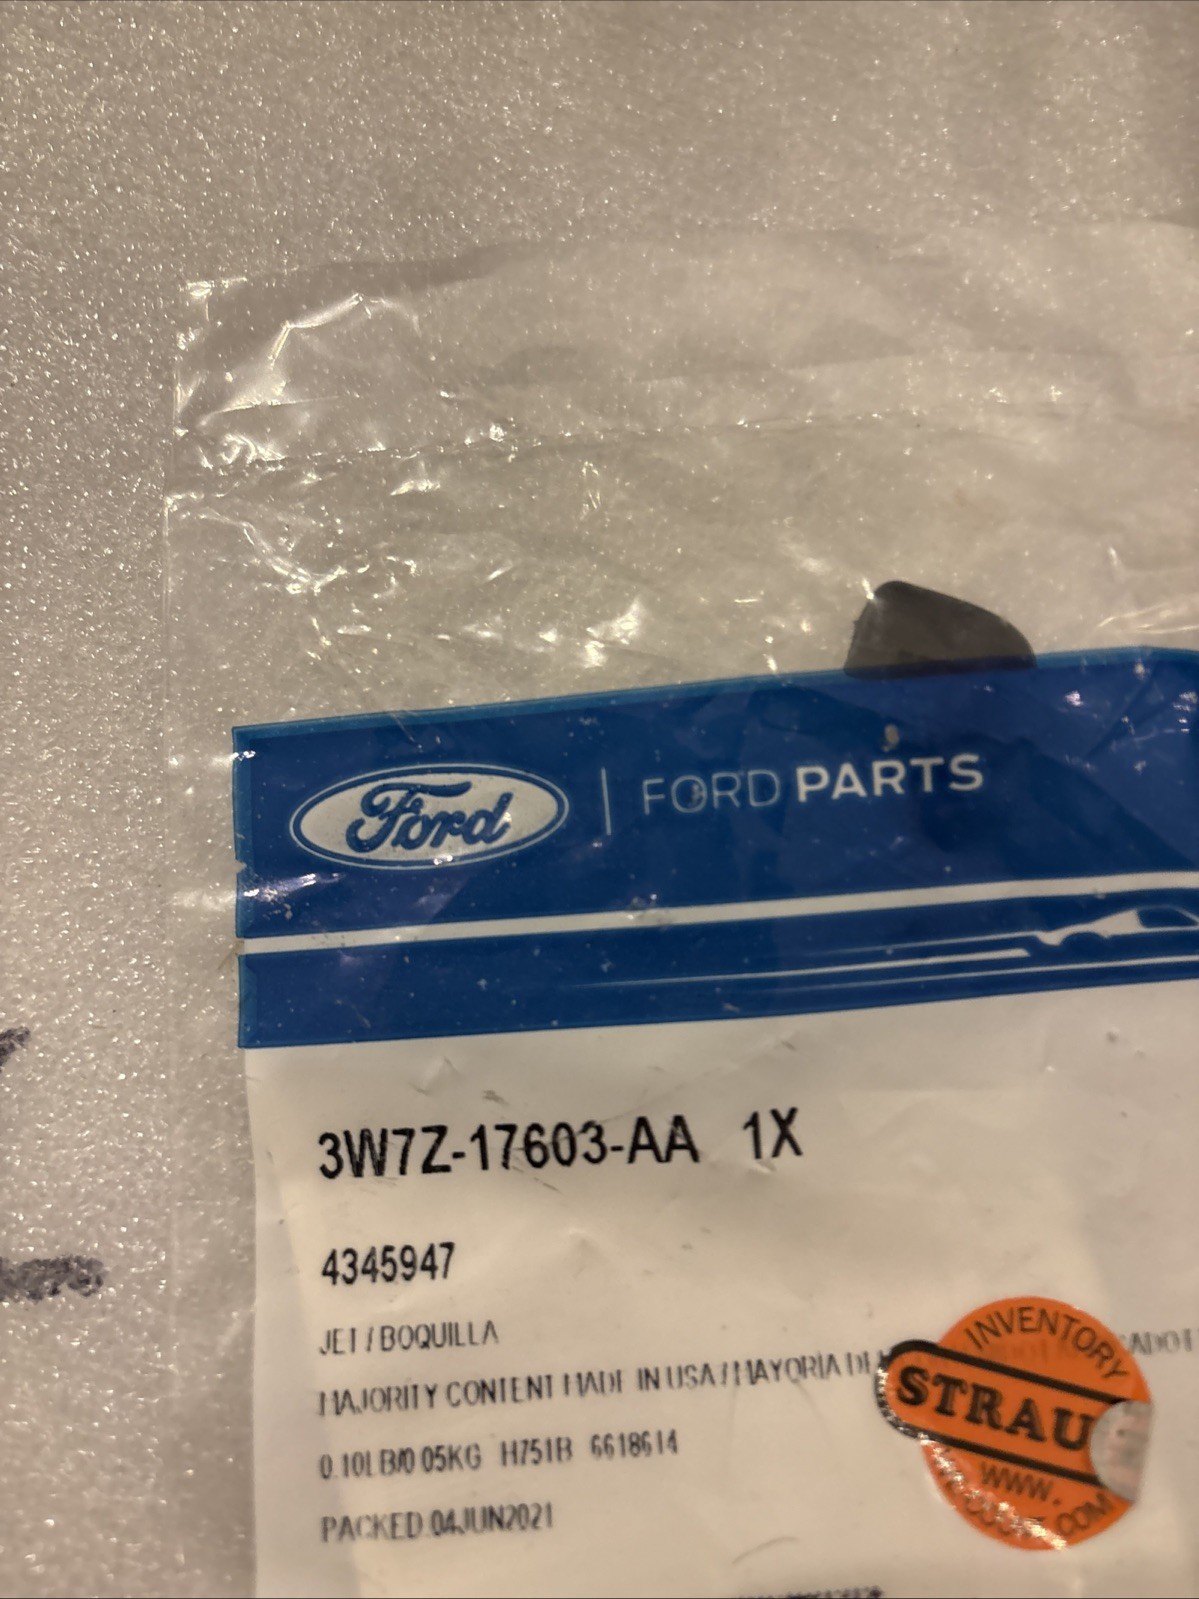 Ford | FORD PARTS
3W7Z-17603-AA 1X
4345947
JET / BOQUILLA
MAJORITY CONTENT MADE IN USA / MAYORIA DE
0.10LB/0.05KG H751B 6618614
PACKED 04JUN2021
INVENTORY
STRAU
WWW.
.COM